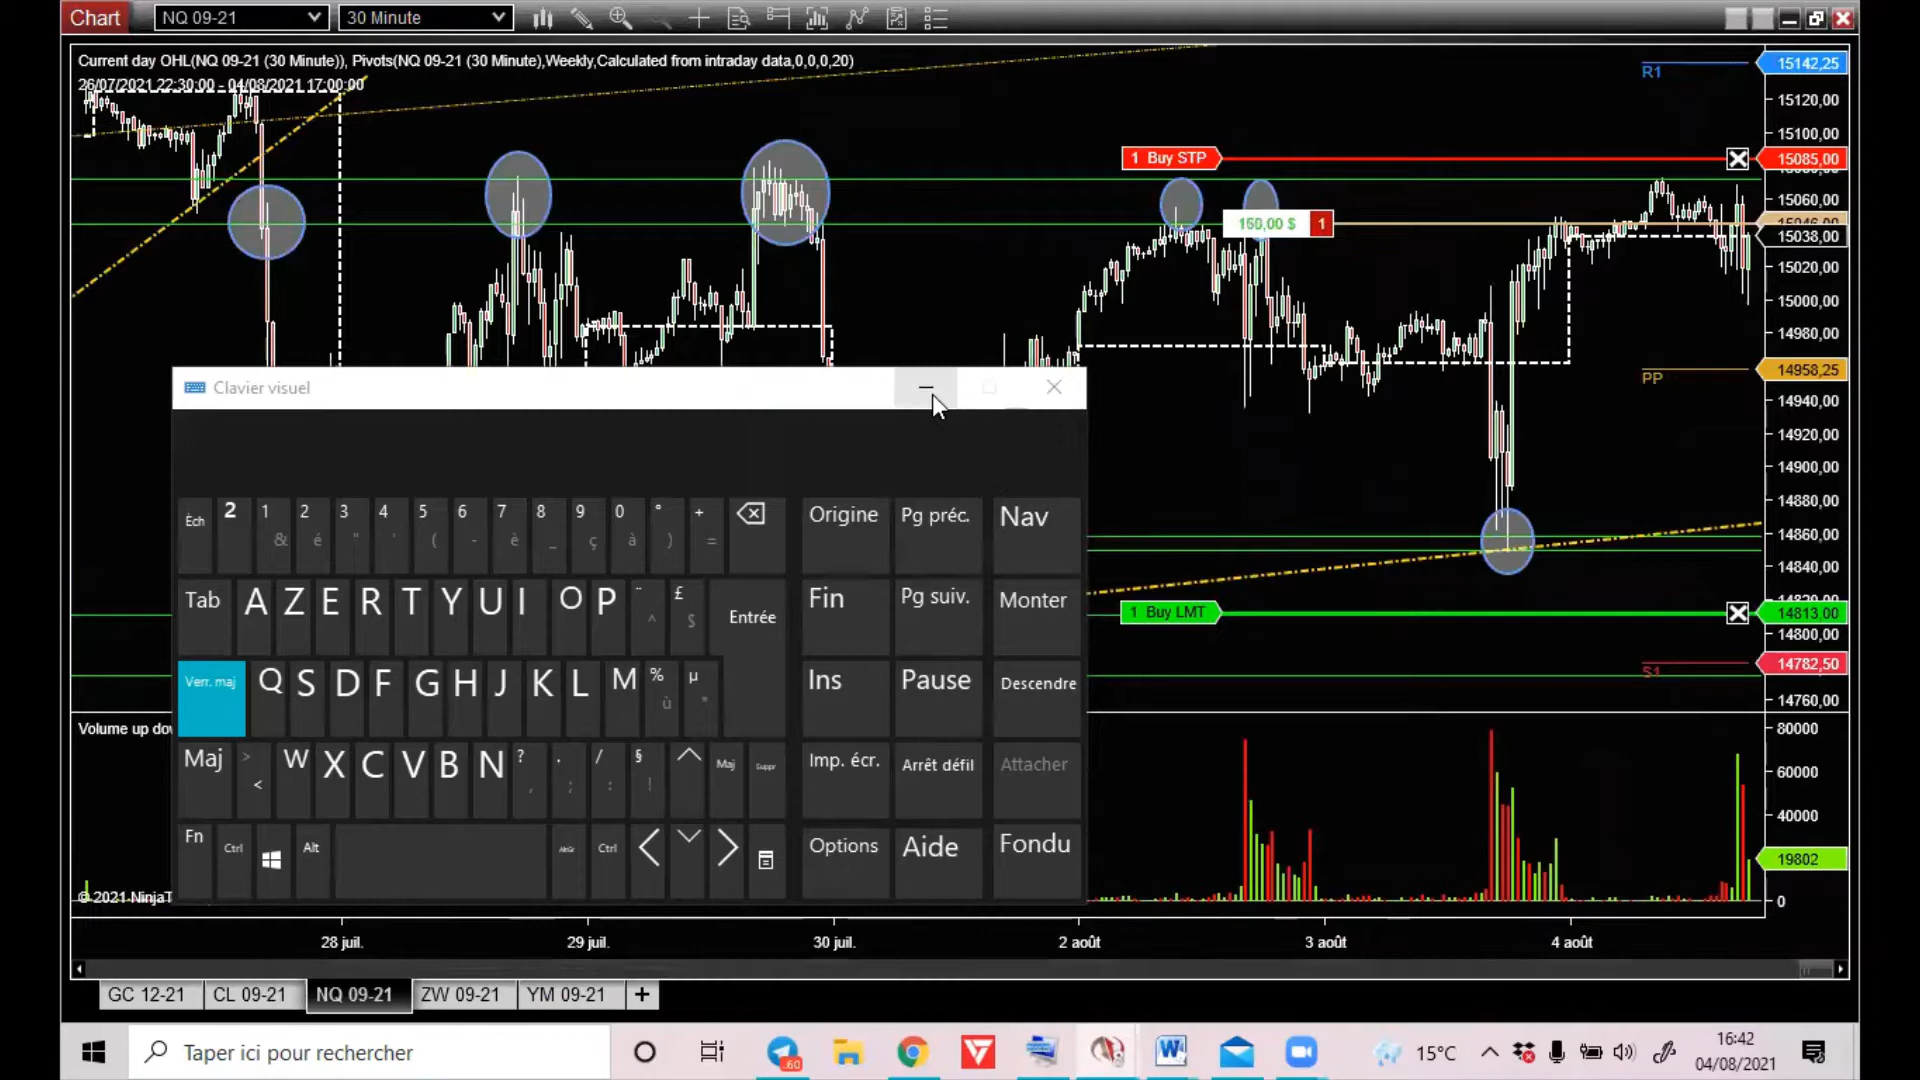 Chart NQ 09-21 30 Minute
Current day OHL(NQ 09-21 (30 Minute)), Pivots(NQ 09-21 (30 Minute),Weekly,Calculated from intraday data,0,0,0,20)
26/07/2021 22:30:00 - 04/08/2021 17:00:00
R1 15142,25
15120,00
15100,00
1 Buy STP 15085,00
15060,00
150,00 $ 1 15046,00
15038,00
15020,00
15000,00
14980,00
PP 14958,25
14940,00
14920,00
14900,00
14880,00
14860,00
14840,00
14820,00
1 Buy LMT 14813,00
14800,00
S1 14782,50
14760,00
Clavier visuel
Éch 2 1 & 2 é 3 " 4 ' 5 ( 6 - 7 è 8 _ 9 ç 0 à ° ) + = Origine Pg préc. Nav
Tab A Z E R T Y U I O P ¨ ^ £ $ Entrée Fin Pg suiv. Monter
Verr. maj Q S D F G H J K L M % ù µ * Ins Pause Descendre
Maj > < W X C V B N ? , . ; / : § ! Maj Suppr Imp. écr. Arrêt défil Attacher
Fn Ctrl Alt AltGr Ctrl Options Aide Fondu
Volume up do
80000
60000
40000
19802
0
© 2021 NinjaT
28 juil. 29 juil. 30 juil. 2 août 3 août 4 août
GC 12-21 CL 09-21 NQ 09-21 ZW 09-21 YM 09-21 +
Taper ici pour rechercher
.60
W
15°C
16:42
04/08/2021